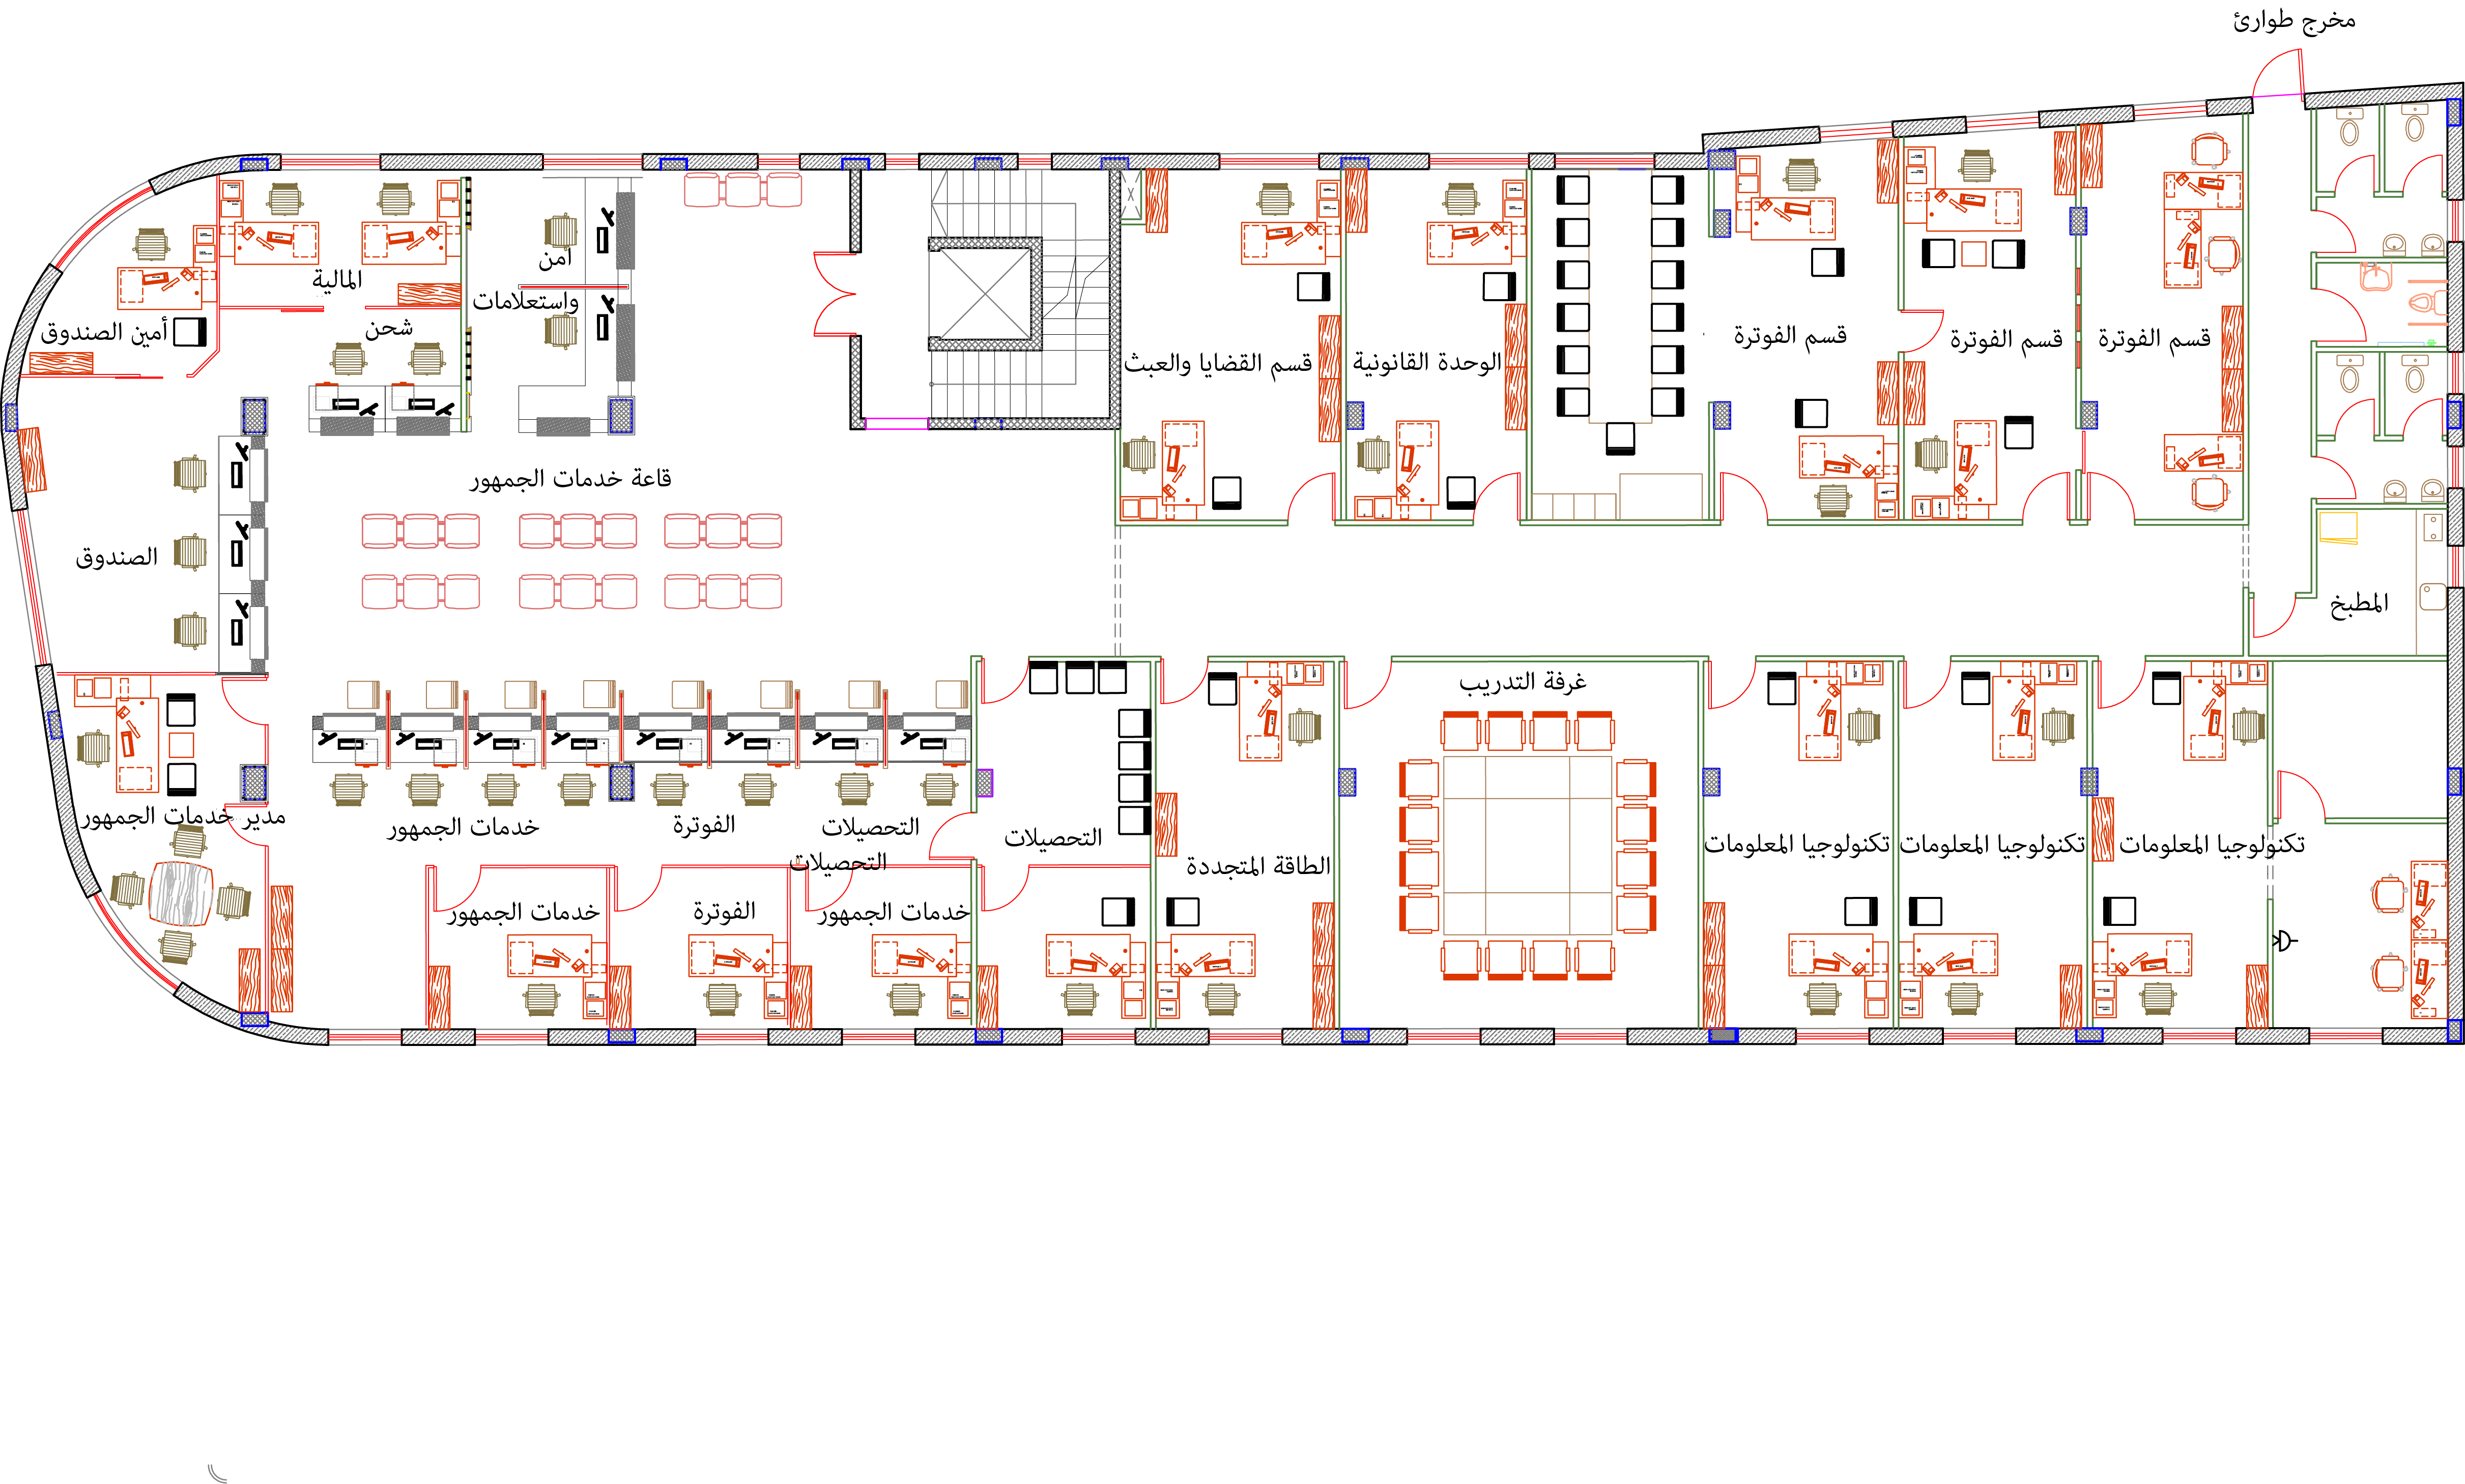 مخرج طوارئ
أمن
واستعلامات
المالية
شحن
أمين الصندوق
قسم القضايا والعبث
الوحدة القانونية
قسم الفوترة
قسم الفوترة
قسم الفوترة
قاعة خدمات الجمهور
الصندوق
المطبخ
غرفة التدريب
مدير خدمات الجمهور
خدمات الجمهور
الفوترة
التحصيلات
التحصيلات
التحصيلات
الطاقة المتجددة
تكنولوجيا المعلومات
تكنولوجيا المعلومات
تكنولوجيا المعلومات
خدمات الجمهور
الفوترة
خدمات الجمهور